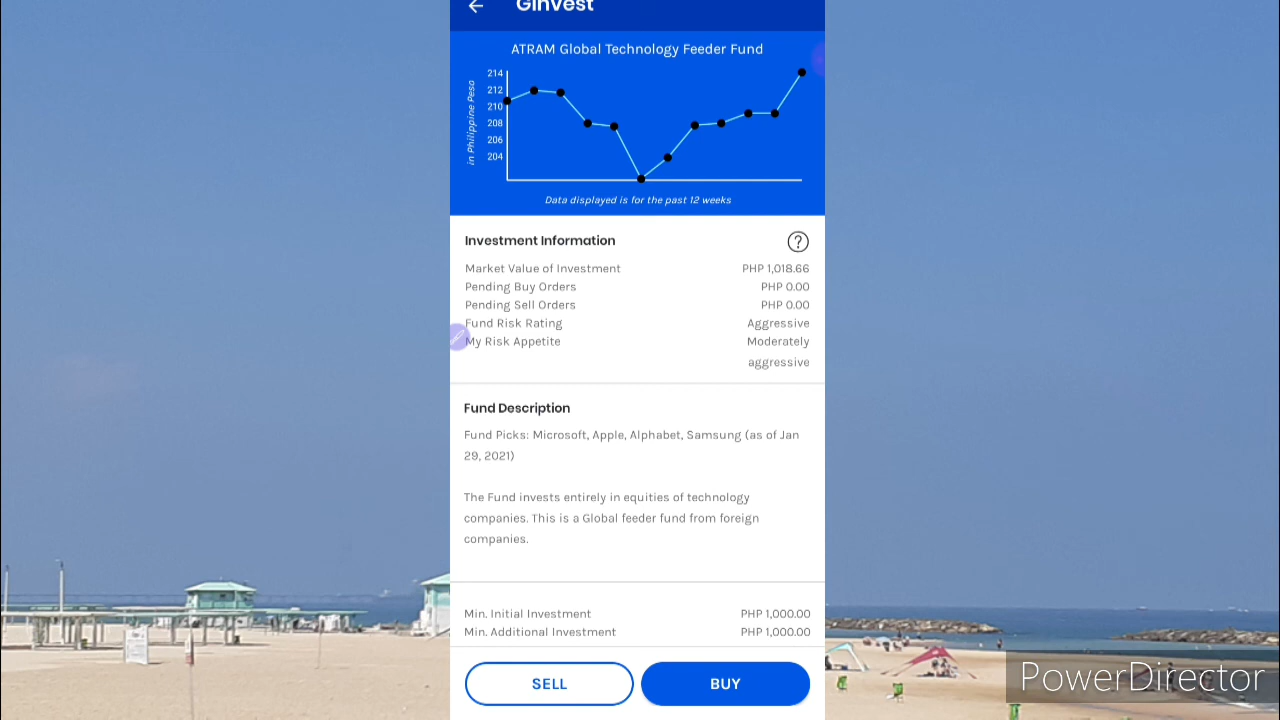 GInvest
ATRAM Global Technology Feeder Fund
in Philippine Peso
214
212
210
208
206
204
Data displayed is for the past 12 weeks
Investment Information
?
Market Value of Investment PHP 1,018.66
Pending Buy Orders PHP 0.00
Pending Sell Orders PHP 0.00
Fund Risk Rating Aggressive
My Risk Appetite Moderately
aggressive
Fund Description
Fund Picks: Microsoft, Apple, Alphabet, Samsung (as of Jan
29, 2021)
The Fund invests entirely in equities of technology
companies. This is a Global feeder fund from foreign
companies.
Min. Initial Investment PHP 1,000.00
Min. Additional Investment PHP 1,000.00
SELL BUY
PowerDirector